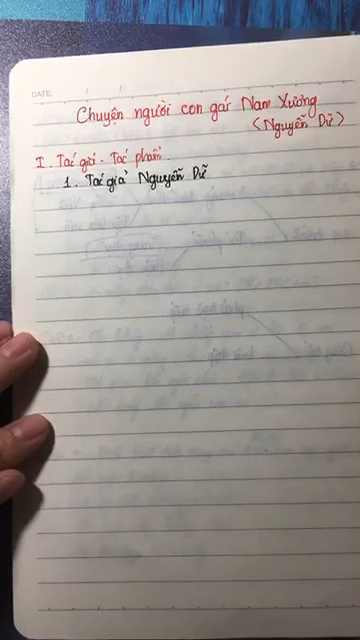 DATE: / /
Chuyện người con gái Nam Xương
(Nguyễn Dữ)
I. Tác giả - Tác phẩm
1. Tác giả Nguyễn Dữ